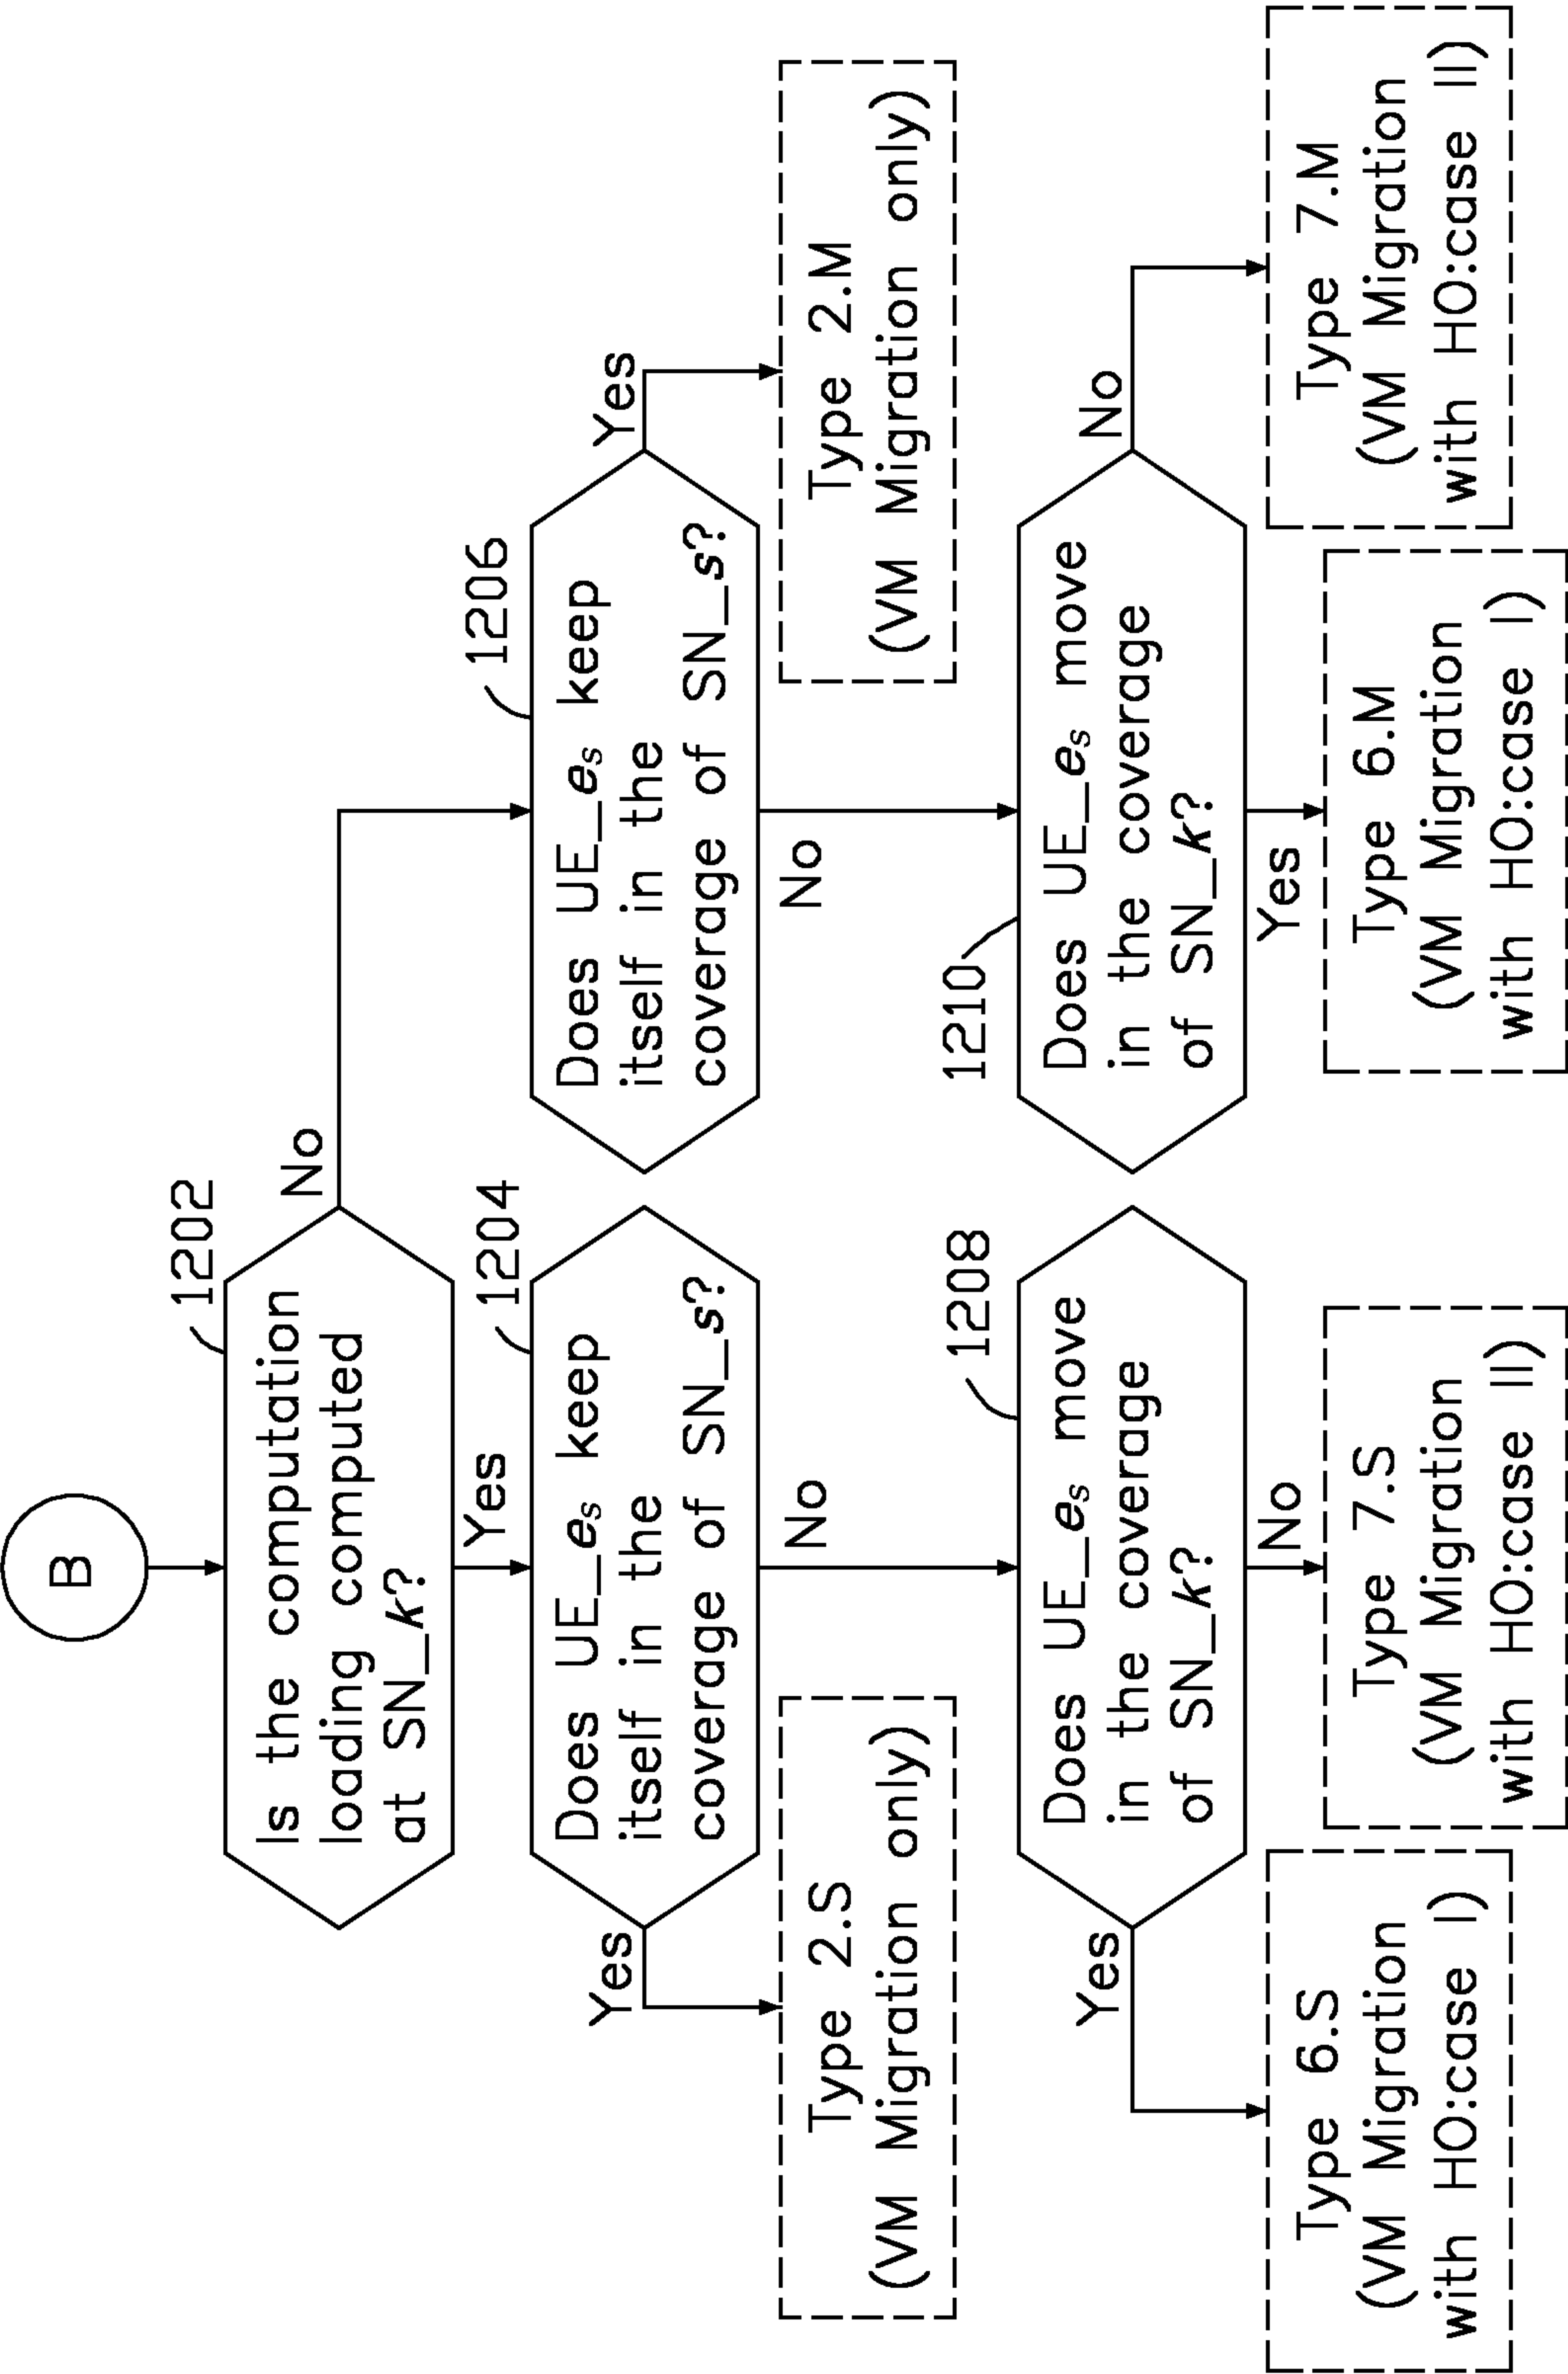 B
1202
Is the computation
loading computed
at SN_k?
No
Yes
1204
Does UE_es keep
itself in the
coverage of SN_s?
1206
Does UE_es keep
itself in the
coverage of SN_s?
Yes
Yes
No
No
Type 2.S
(VM Migration only)
Type 2.M
(VM Migration only)
1208
Does UE_es move
in the coverage
of SN_k?
1210
Does UE_es move
in the coverage
of SN_k?
Yes
No
Yes
No
Type 6.S
(VM Migration
with HO:case I)
Type 7.S
(VM Migration
with HO:case II)
Type 6.M
(VM Migration
with HO:case I)
Type 7.M
(VM Migration
with HO:case II)